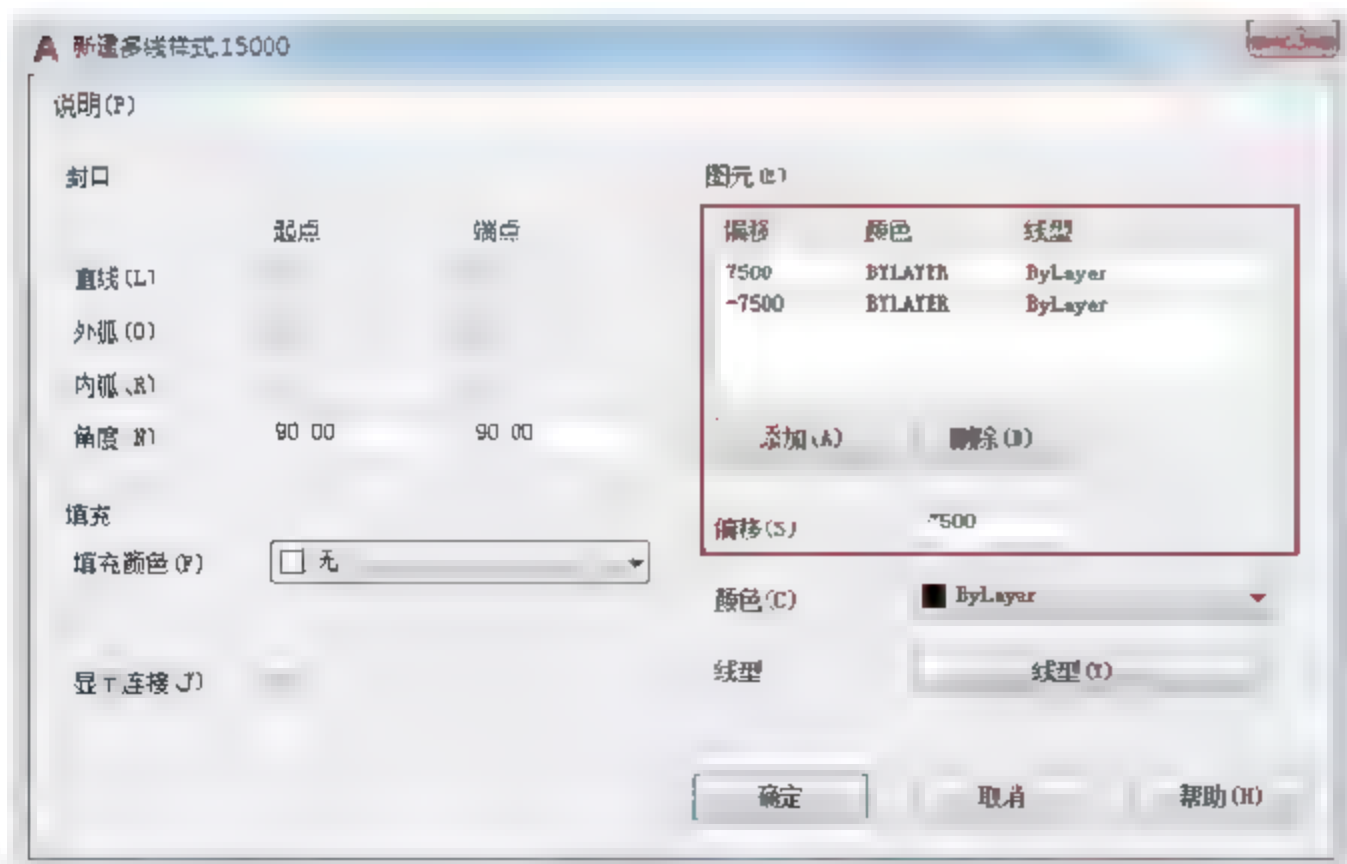 新建多线样式:15000
说明(P)
封口
起点 端点
直线(L)
外弧(O)
内弧(R)
角度(N) 90.00 90.00
填充
填充颜色(F) 无
显示连接(J)
图元(E)
偏移 颜色 线型
7500 BYLAYER ByLayer
-7500 BYLAYER ByLayer
添加(A) 删除(D)
偏移(S) -7500
颜色(C) ByLayer
线型 线型(Y)
确定 取消 帮助(H)